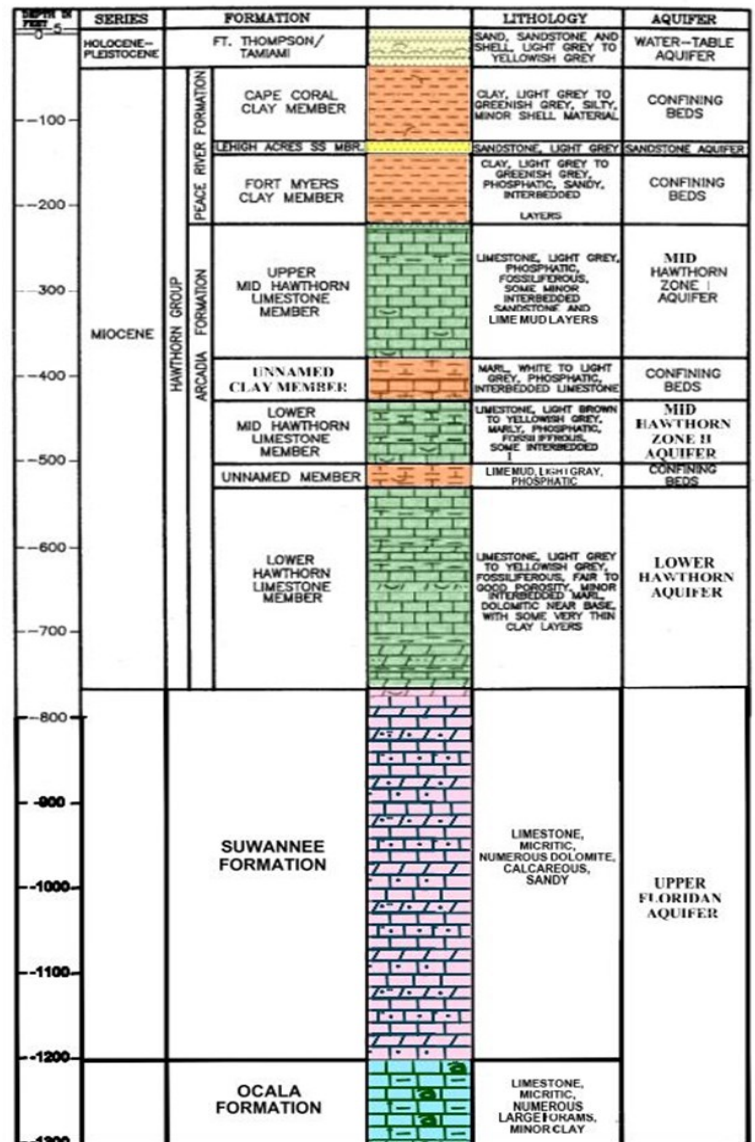 DEPTH IN
FEET
SERIES
FORMATION
LITHOLOGY
AQUIFER
0 5
HOLOCENE–
PLEISTOCENE
FT. THOMPSON/
TAMIAMI
SAND, SANDSTONE AND
SHELL, LIGHT GREY TO
YELLOWISH GREY
WATER–TABLE
AQUIFER
MIOCENE
HAWTHORN GROUP
PEACE RIVER FORMATION
CAPE CORAL
CLAY MEMBER
CLAY, LIGHT GREY TO
GREENISH GREY, SILTY,
MINOR SHELL MATERIAL
CONFINING
BEDS
-100
LEHIGH ACRES SS MBR.
SANDSTONE, LIGHT GREY
SANDSTONE AQUIFER
FORT MYERS
CLAY MEMBER
CLAY, LIGHT GREY TO
GREENISH GREY,
PHOSPHATIC, SANDY,
INTERBEDDED
LAYERS
CONFINING
BEDS
-200
ARCADIA FORMATION
UPPER
MID HAWTHORN
LIMESTONE
MEMBER
LIMESTONE, LIGHT GREY,
PHOSPHATIC,
FOSSILIFEROUS,
SOME MINOR
INTERBEDDED
SANDSTONE AND
LIME MUD LAYERS
MID
HAWTHORN
ZONE I
AQUIFER
-300
UNNAMED
CLAY MEMBER
MARL, WHITE TO LIGHT
GREY, PHOSPHATIC,
INTERBEDDED LIMESTONE
CONFINING
BEDS
-400
LOWER
MID HAWTHORN
LIMESTONE
MEMBER
LIMESTONE, LIGHT BROWN
TO YELLOWISH GREY,
MARLY, PHOSPHATIC,
FOSSILIFFROUS,
SOME INTERBEDDED
MID
HAWTHORN
ZONE II
AQUIFER
-500
UNNAMED MEMBER
LIME MUD, LIGHT GRAY,
PHOSPHATIC
CONFINING
BEDS
LOWER
HAWTHORN
LIMESTONE
MEMBER
LIMESTONE, LIGHT GREY
TO YELLOWISH GREY,
FOSSILIFEROUS, FAIR TO
GOOD POROSITY, MINOR
INTERBEDDED MARL,
DOLOMITIC NEAR BASE,
WITH SOME VERY THIN
CLAY LAYERS
LOWER
HAWTHORN
AQUIFER
-600
-700
-800
SUWANNEE
FORMATION
LIMESTONE,
MICRITIC,
NUMEROUS DOLOMITE,
CALCAREOUS,
SANDY
UPPER
FLORIDAN
AQUIFER
-900
-1000
-1100
-1200
OCALA
FORMATION
LIMESTONE,
MICRITIC,
NUMEROUS
LARGE FORAMS,
MINOR CLAY
-1300